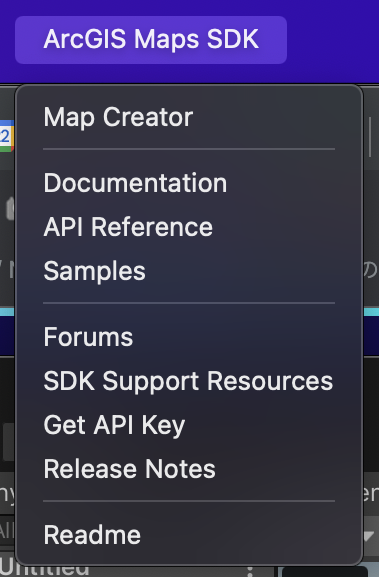 ArcGIS Maps SDK
Map Creator
Documentation
API Reference
Samples
Forums
SDK Support Resources
Get API Key
Release Notes
Readme
Untitled